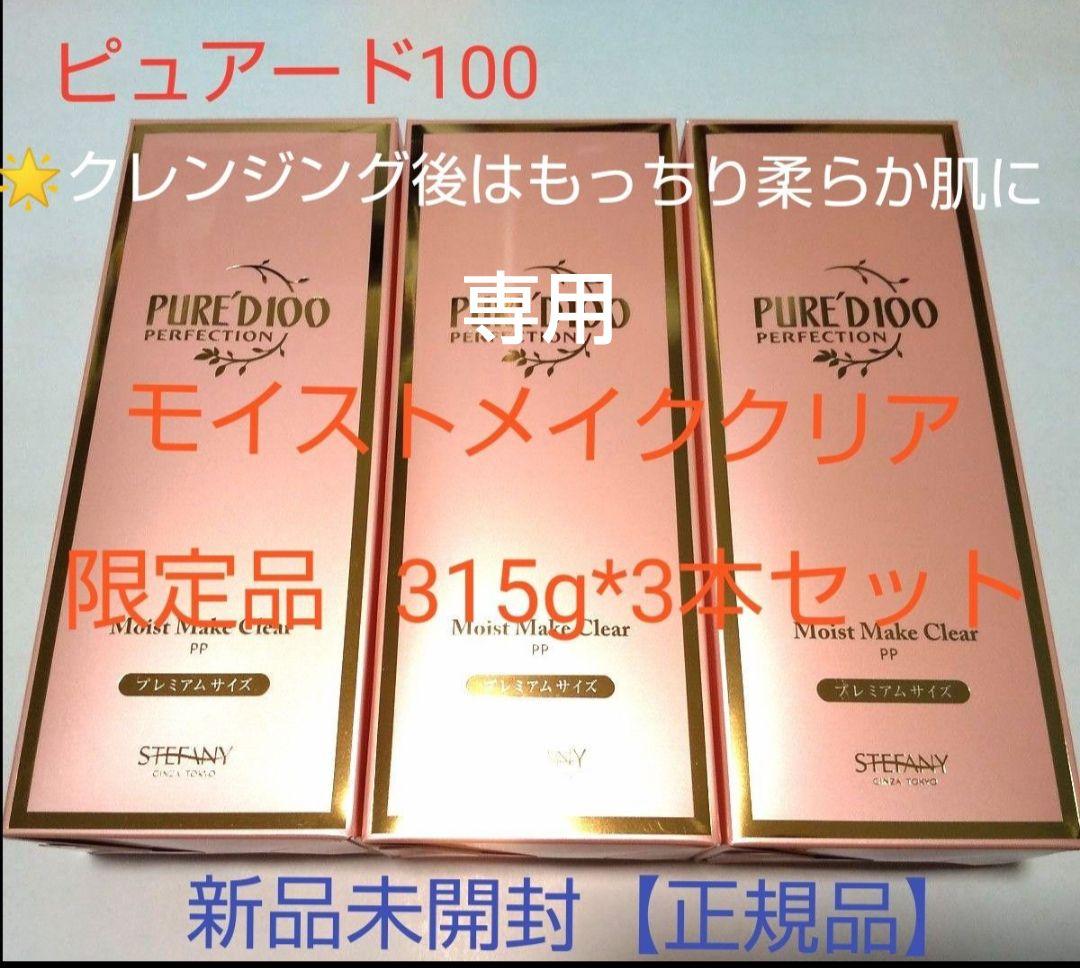 ピュアード100
🌟クレンジング後はもっちり柔らか肌に
専用
PURE'D100 PURE'D100 PURE'D100
PERFECTION PERFECTION PERFECTION
モイストメイククリア
限定品 315g*3本セット
Moist Make Clear Moist Make Clear Moist Make Clear
PP PP PP
プレミアムサイズ プレミアムサイズ プレミアムサイズ
STEFANY STEFANY
GINZA TOKYO GINZA TOKYO
新品未開封【正規品】